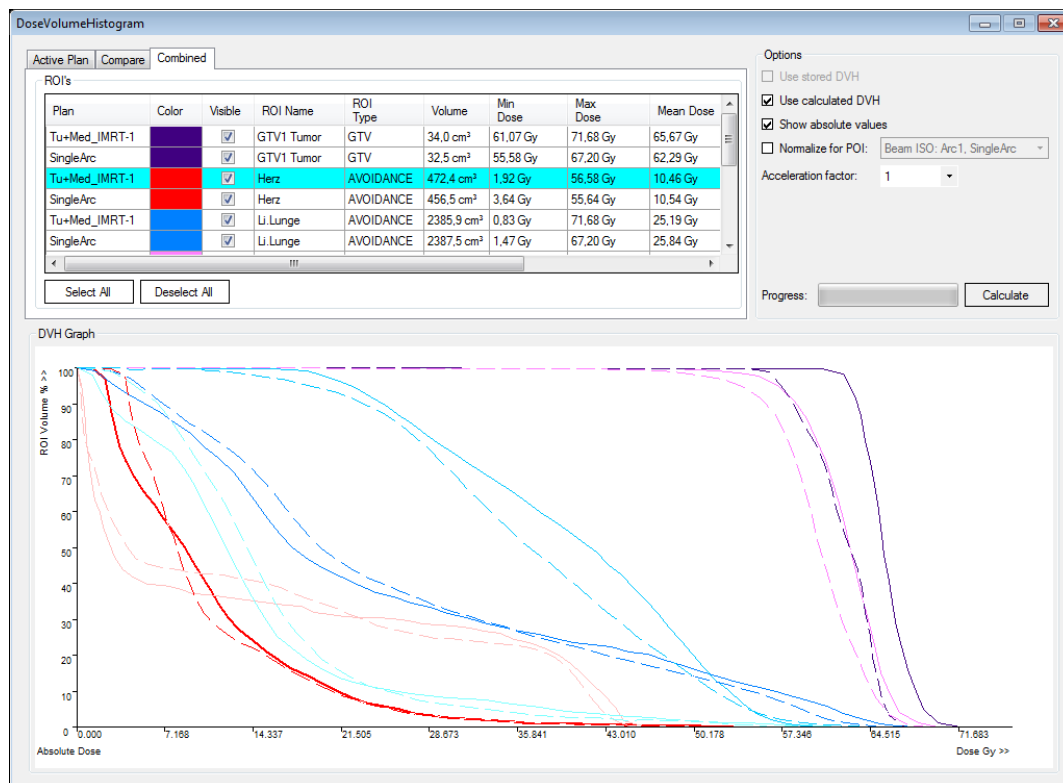 DoseVolumeHistogram
Active Plan Compare Combined
ROI's
Plan Color Visible ROI Name ROI Type Volume Min Dose Max Dose Mean Dose
Tu+Med_IMRT-1 GTV1 Tumor GTV 34,0 cm³ 61,07 Gy 71,68 Gy 65,67 Gy
SingleArc GTV1 Tumor GTV 32,5 cm³ 55,58 Gy 67,20 Gy 62,29 Gy
Tu+Med_IMRT-1 Herz AVOIDANCE 472,4 cm³ 1,92 Gy 56,58 Gy 10,46 Gy
SingleArc Herz AVOIDANCE 456,5 cm³ 3,64 Gy 55,64 Gy 10,54 Gy
Tu+Med_IMRT-1 Li.Lunge AVOIDANCE 2385,9 cm³ 0,83 Gy 71,68 Gy 25,19 Gy
SingleArc Li.Lunge AVOIDANCE 2387,5 cm³ 1,47 Gy 67,20 Gy 25,84 Gy
Select All Deselect All
Options
Use stored DVH
Use calculated DVH
Show absolute values
Normalize for POI: Beam ISO: Arc1, SingleArc
Acceleration factor: 1
Progress: Calculate
DVH Graph
ROI Volume % >>
100
90
80
70
60
50
40
30
20
10
0
0.000 7.168 14.337 21.505 28.673 35.841 43.010 50.178 57.346 64.515 71.683
Absolute Dose Dose Gy >>